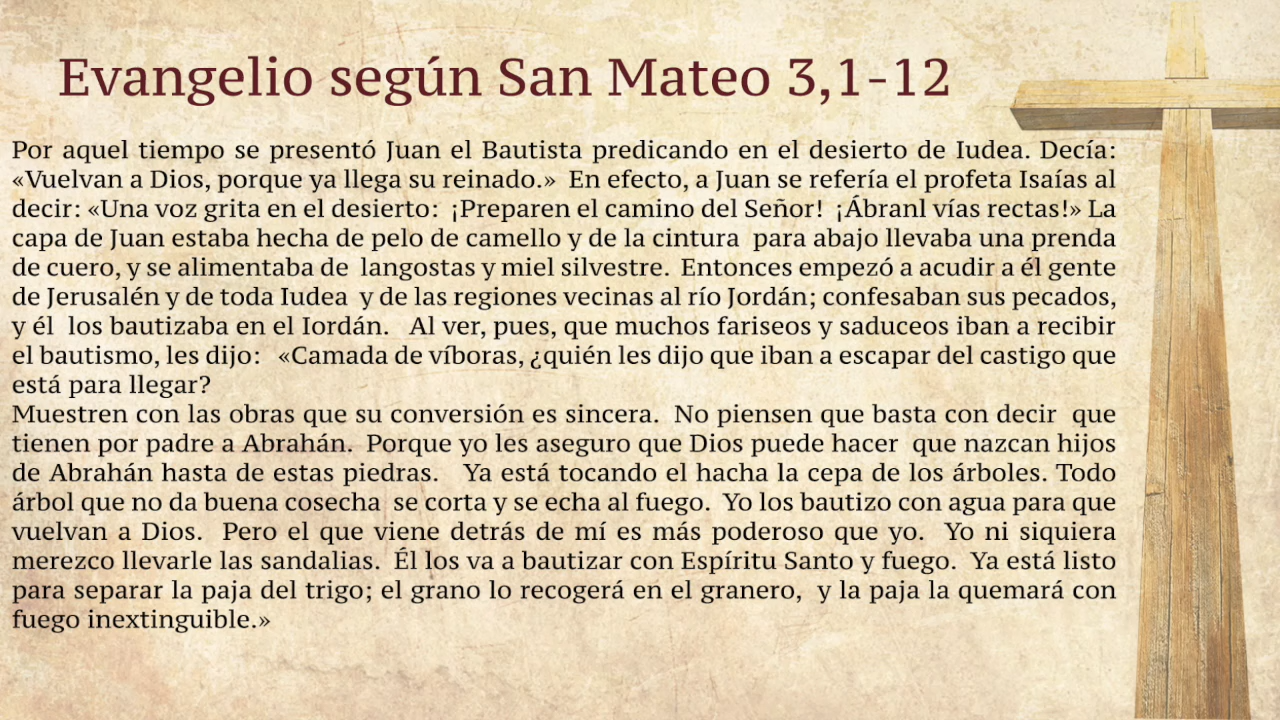 Evangelio según San Mateo 3,1-12
Por aquel tiempo se presentó Juan el Bautista predicando en el desierto de Iudea. Decía:
«Vuelvan a Dios, porque ya llega su reinado.» En efecto, a Juan se refería el profeta Isaías al
decir: «Una voz grita en el desierto: ¡Preparen el camino del Señor! ¡Ábranl vías rectas!» La
capa de Juan estaba hecha de pelo de camello y de la cintura para abajo llevaba una prenda
de cuero, y se alimentaba de langostas y miel silvestre. Entonces empezó a acudir a él gente
de Jerusalén y de toda Iudea y de las regiones vecinas al río Jordán; confesaban sus pecados,
y él los bautizaba en el Iordán. Al ver, pues, que muchos fariseos y saduceos iban a recibir
el bautismo, les dijo: «Camada de víboras, ¿quién les dijo que iban a escapar del castigo que
está para llegar?
Muestren con las obras que su conversión es sincera. No piensen que basta con decir que
tienen por padre a Abrahán. Porque yo les aseguro que Dios puede hacer que nazcan hijos
de Abrahán hasta de estas piedras. Ya está tocando el hacha la cepa de los árboles. Todo
árbol que no da buena cosecha se corta y se echa al fuego. Yo los bautizo con agua para que
vuelvan a Dios. Pero el que viene detrás de mí es más poderoso que yo. Yo ni siquiera
merezco llevarle las sandalias. Él los va a bautizar con Espíritu Santo y fuego. Ya está listo
para separar la paja del trigo; el grano lo recogerá en el granero, y la paja la quemará con
fuego inextinguible.»